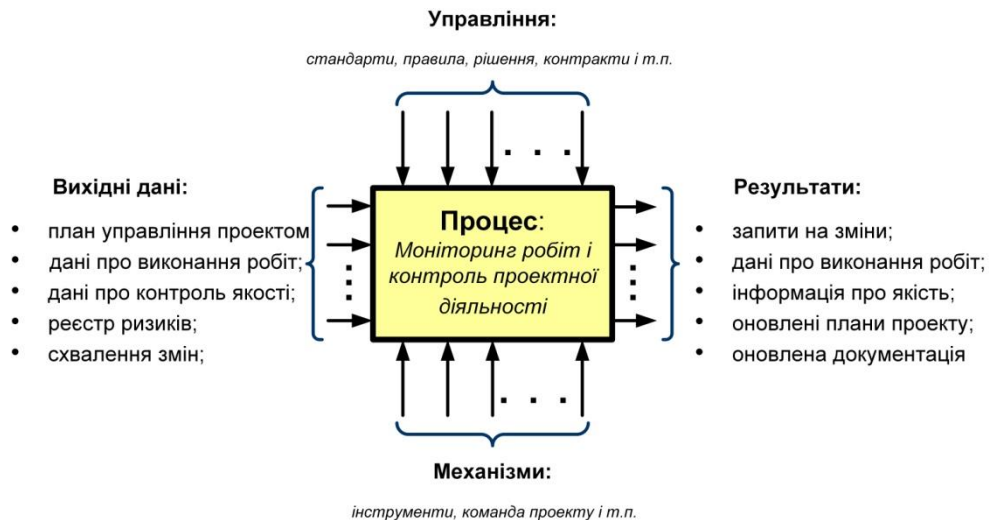 Управління:
стандарти, правила, рішення, контракти і т.п.
Вихідні дані:
• план управління проектом
• дані про виконання робіт;
• дані про контроль якості;
• реєстр ризиків;
• схвалення змін;
Процес:
Моніторинг робіт і
контроль проектної
діяльності
Результати:
• запити на зміни;
• дані про виконання робіт;
• інформація про якість;
• оновлені плани проекту;
• оновлена документація
Механізми:
інструменти, команда проекту і т.п.